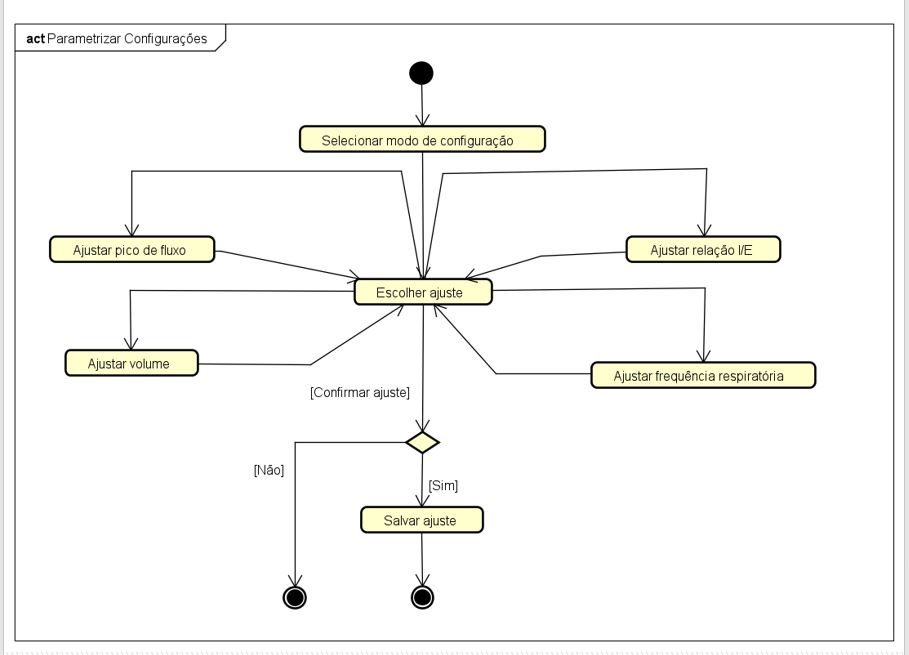 act Parametrizar Configurações
Selecionar modo de configuração
Ajustar pico de fluxo
Ajustar relação I/E
Escolher ajuste
Ajustar volume
Ajustar frequência respiratória
[Confirmar ajuste]
[Não]
[Sim]
Salvar ajuste